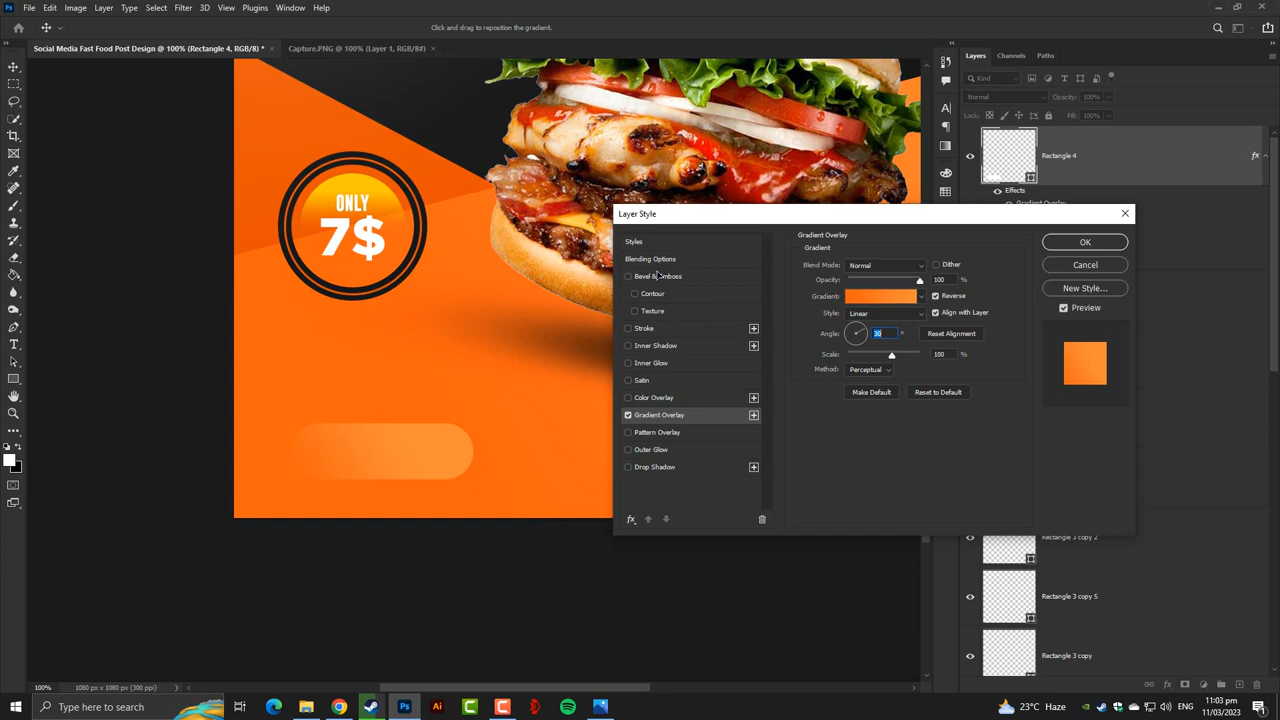 Ps File Edit Image Layer Type Select Filter 3D View Plugins Window Help
Click and drag to reposition the gradient.
Social Media Fast Food Post Design @ 100% (Rectangle 4, RGB/8) *
Capture.PNG @ 100% (Layer 1, RGB/8#)
Layers Channels Paths
Kind
Normal Opacity: 100%
Lock: Fill: 100%
Rectangle 4 fx
Effects
Gradient Overlay
ONLY
7$
Layer Style
Styles
Blending Options
Bevel & Emboss
Contour
Texture
Stroke
Inner Shadow
Inner Glow
Satin
Color Overlay
Gradient Overlay
Pattern Overlay
Outer Glow
Drop Shadow
fx
Gradient Overlay
Gradient
Blend Mode: Normal Dither
Opacity: 100 %
Gradient: Reverse
Style: Linear Align with Layer
Angle: 30 ° Reset Alignment
Scale: 100 %
Method: Perceptual
Make Default Reset to Default
OK
Cancel
New Style...
Preview
Rectangle 3 copy 2
Rectangle 3 copy 5
Rectangle 3 copy
100% 1080 px x 1080 px (300 ppi)
Type here to search
Ps Ai
23°C Haze
11:03 pm
11/03/2023